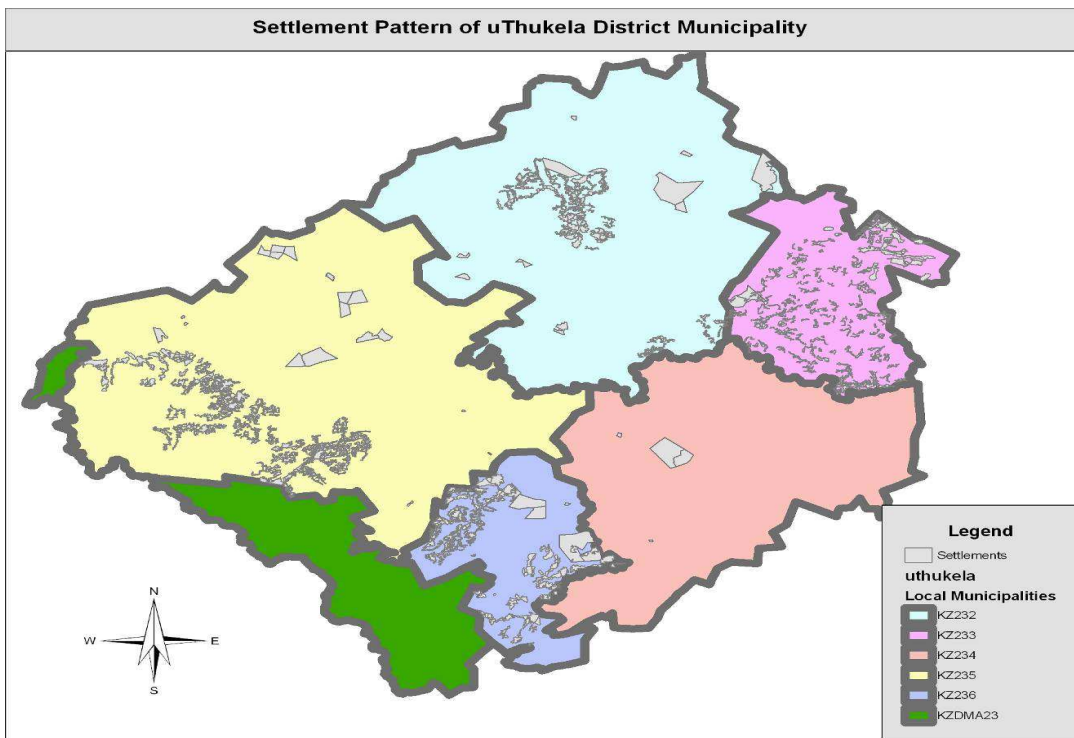 Settlement Pattern of uThukela District Municipality
N
W E
S
Legend
Settlements
uthukela
Local Municipalities
KZ232
KZ233
KZ234
KZ235
KZ236
KZDMA23